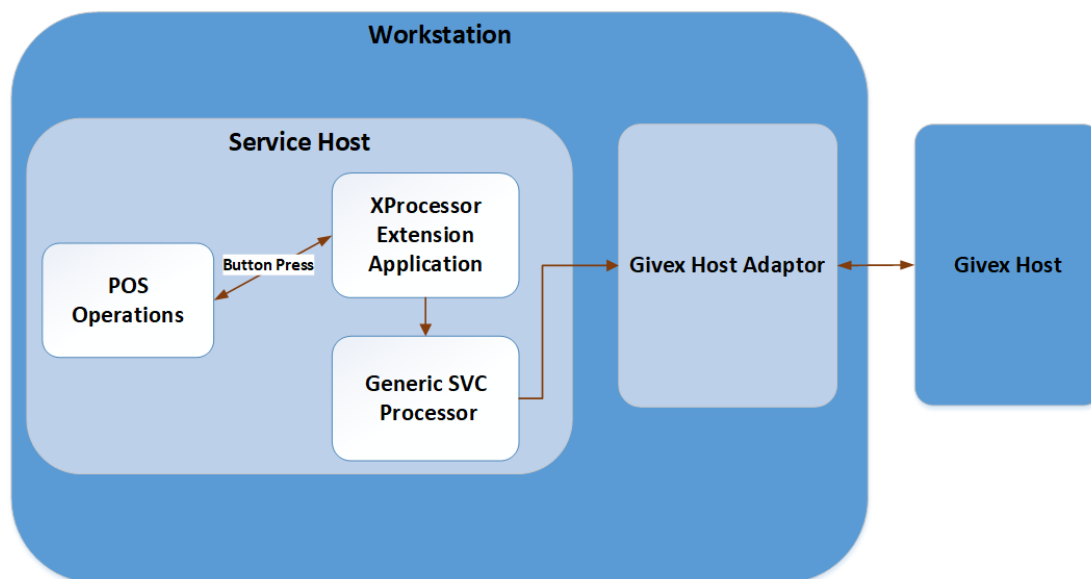 Workstation
Service Host
XProcessor
Extension
Application
Button Press
POS
Operations
Generic SVC
Processor
Givex Host Adaptor
Givex Host